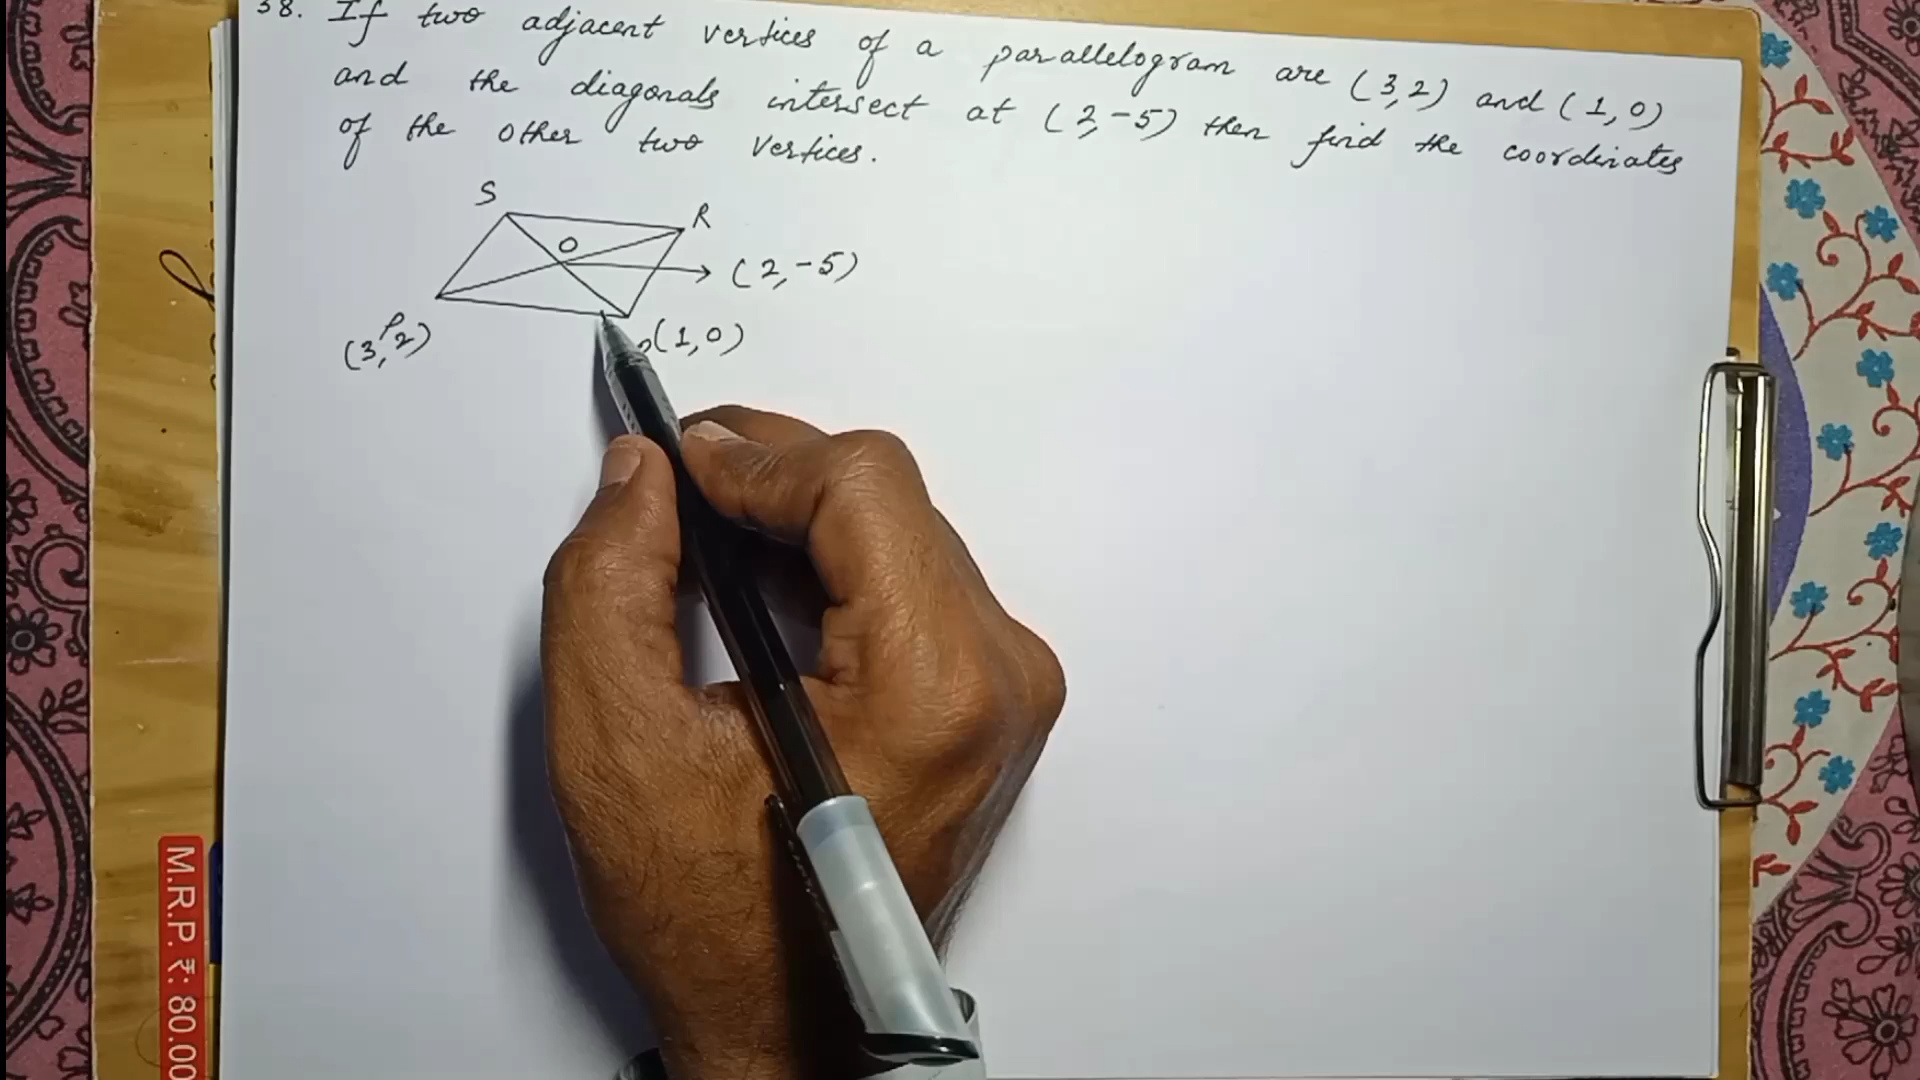 38. If two adjacent vertices of a parallelogram are (3,2) and (1,0)
and the diagonals intersect at (2,-5) then find the coordinates
of the other two vertices.
S
R
O
(2,-5)
P
(3,2)
(1,0)
M.R.P. ₹: 80.00